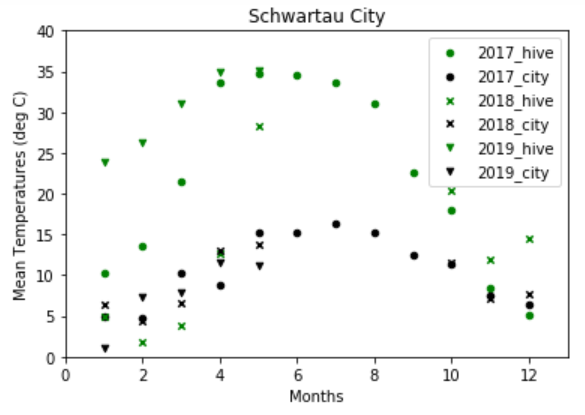 Schwartau City
40
35
30
25
20
15
10
5
0
Mean Temperatures (deg C)
2017_hive
2017_city
2018_hive
2018_city
2019_hive
2019_city
0 2 4 6 8 10 12
Months